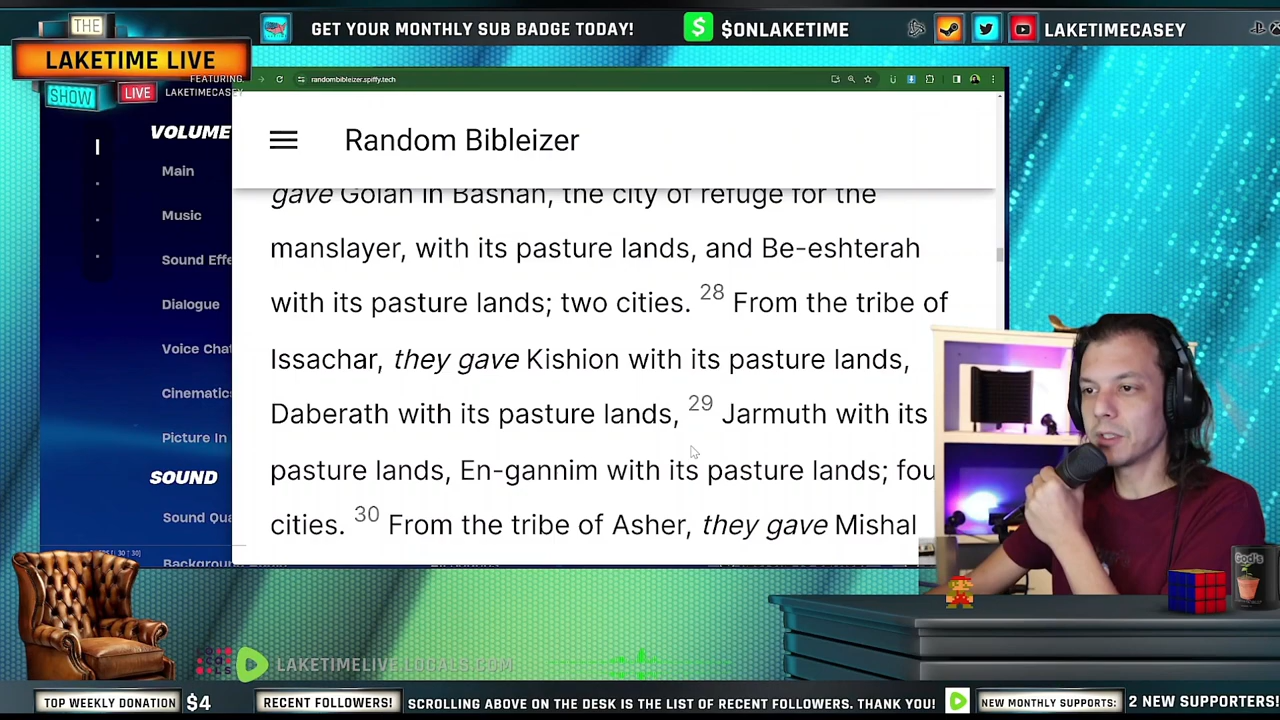 THE
LAKETIME LIVE
SHOW
LIVE
FEATURING.
LAKETIMECASEY
GET YOUR MONTHLY SUB BADGE TODAY!
$ONLAKETIME
LAKETIMECASEY
randombibleizer.spiffy.tech
VOLUME
Main
Music
Sound Effe
Dialogue
Voice Chat
Cinematics
Picture In
SOUND
Sound Qua
Random Bibleizer
gave Golan in Bashan, the city of refuge for the
manslayer, with its pasture lands, and Be-eshterah
with its pasture lands; two cities. 28 From the tribe of
Issachar, they gave Kishion with its pasture lands,
Daberath with its pasture lands, 29 Jarmuth with its
pasture lands, En-gannim with its pasture lands; fou
cities. 30 From the tribe of Asher, they gave Mishal
God's
LAKETIMELIVE.LOCALS.COM
TOP WEEKLY DONATION
$4
RECENT FOLLOWERS!
SCROLLING ABOVE ON THE DESK IS THE LIST OF RECENT FOLLOWERS. THANK YOU!
NEW MONTHLY SUPPORTS:
2 NEW SUPPORTERS!